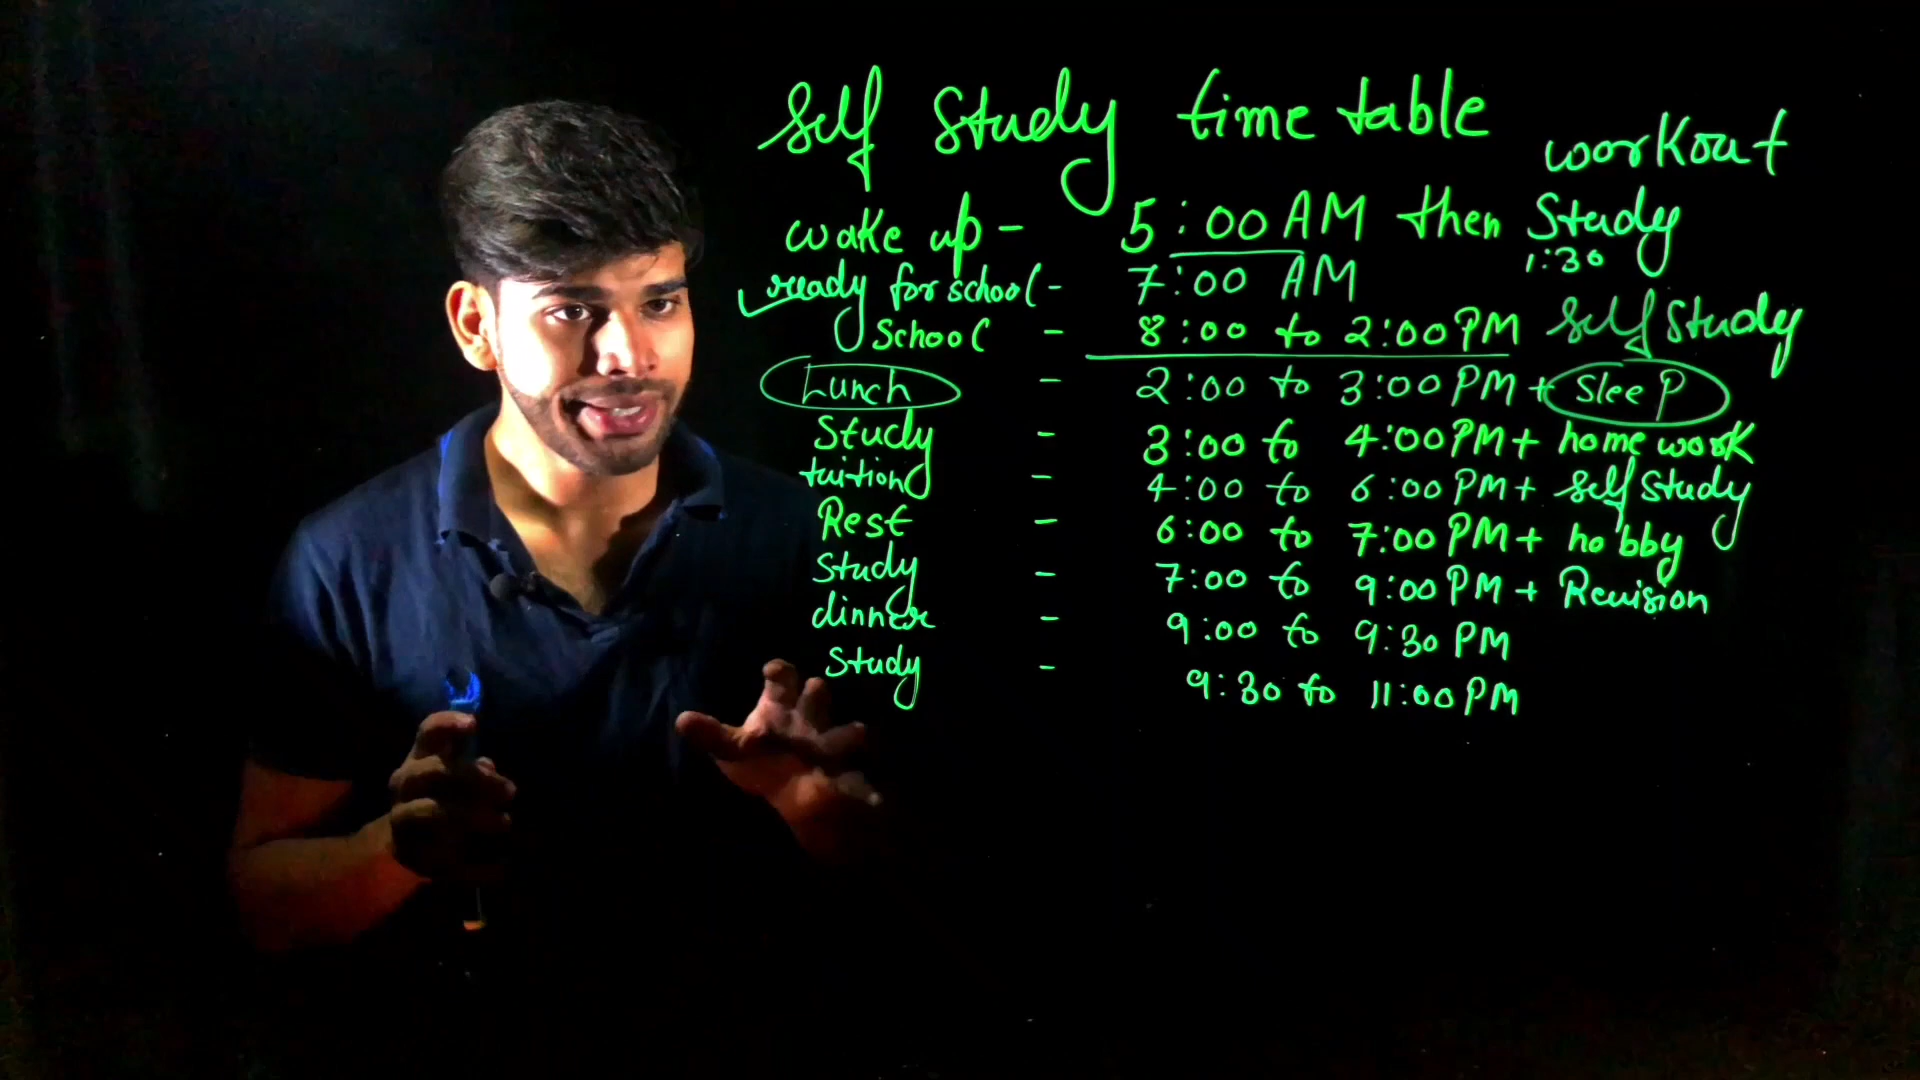 Self Study time table
workout
wake up - 5:00 AM then Study
1:30
ready for school - 7:00 AM
School - 8:00 to 2:00 PM Self Study
Lunch - 2:00 to 3:00 PM + Sleep
Study - 3:00 to 4:00 PM + home work
tuition - 4:00 to 6:00 PM + Self Study
Rest - 6:00 to 7:00 PM + hobby
Study - 7:00 to 9:00 PM + Revision
dinner - 9:00 to 9:30 PM
Study - 9:30 to 11:00 PM